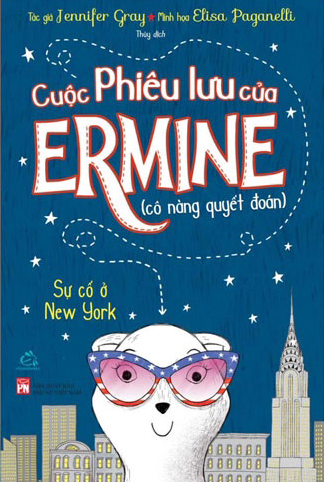 Tác giả Jennifer Gray ★ Minh họa Elisa Paganelli
Thùy dịch
Cuộc Phiêu lưu của
ERMINE
(cô nàng quyết đoán)
Sự cố ở
New York
PN